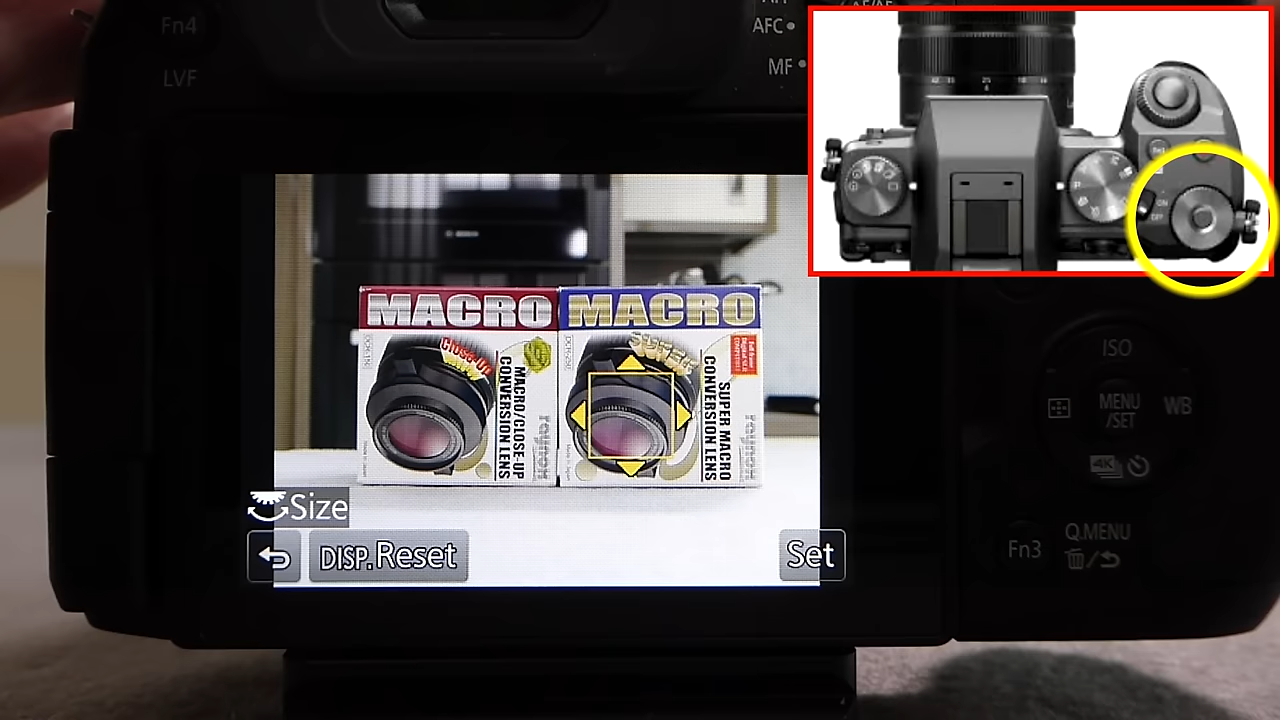 Fn4
LVF
AFC
MF
ON
OFF
MACRO
Close-Up
MACRO/CLOSE-UP
CONVERSION LENS
raynox
MACRO
SUPER
SUPER MACRO
CONVERSION LENS
raynox
Size
DISP.Reset
Set
ISO
MENU
/SET
WB
4K
Fn3
Q.MENU